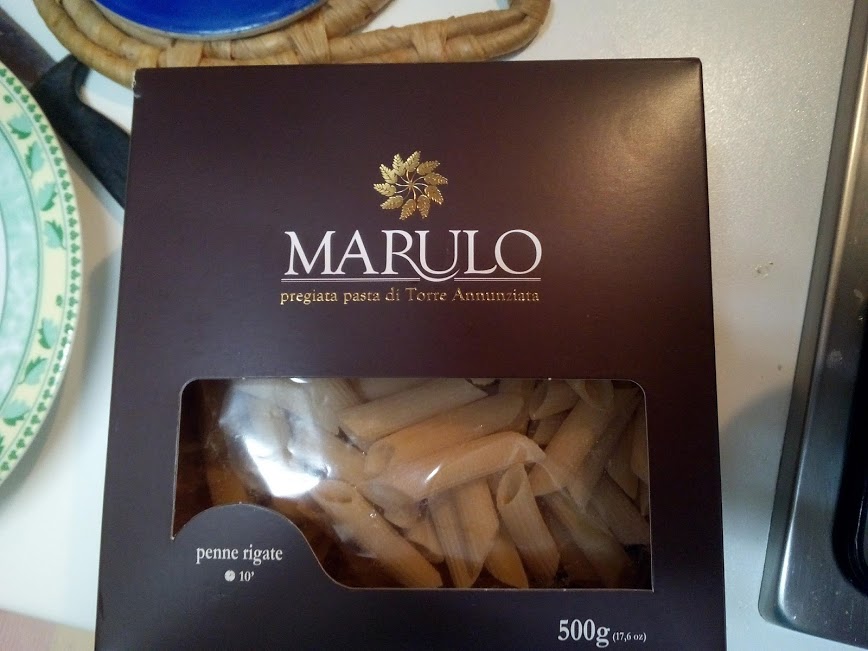 MARULO
pregiata pasta di Torre Annunziata
penne rigate
10'
500g (17,6 oz)